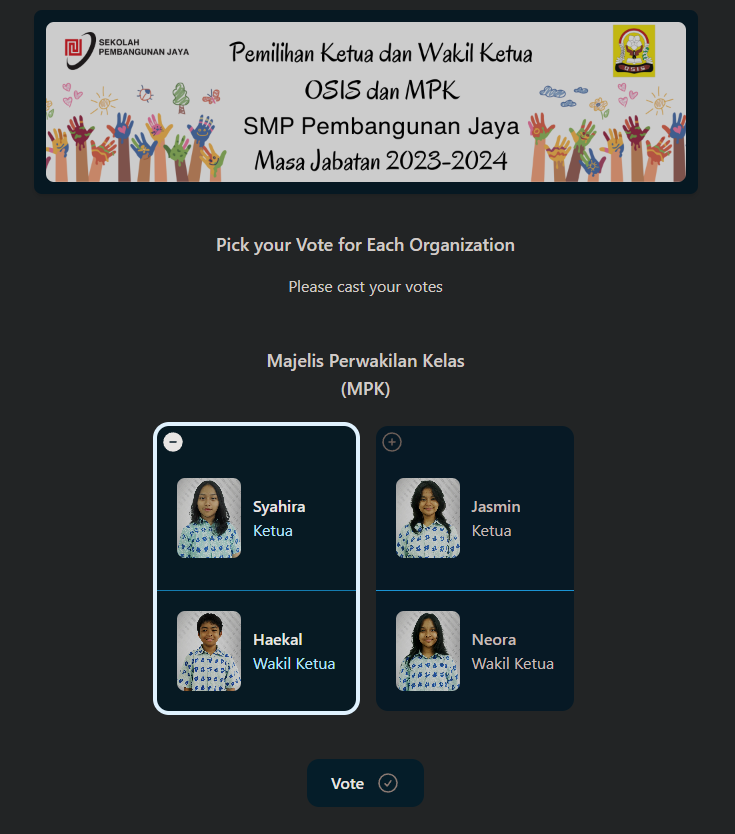 SEKOLAH
PEMBANGUNAN JAYA
Pemilihan Ketua dan Wakil Ketua
OSIS dan MPK
SMP Pembangunan Jaya
Masa Jabatan 2023-2024
OSIS
Pick your Vote for Each Organization
Please cast your votes
Majelis Perwakilan Kelas
(MPK)
Syahira
Ketua
Jasmin
Ketua
Haekal
Wakil Ketua
Neora
Wakil Ketua
Vote